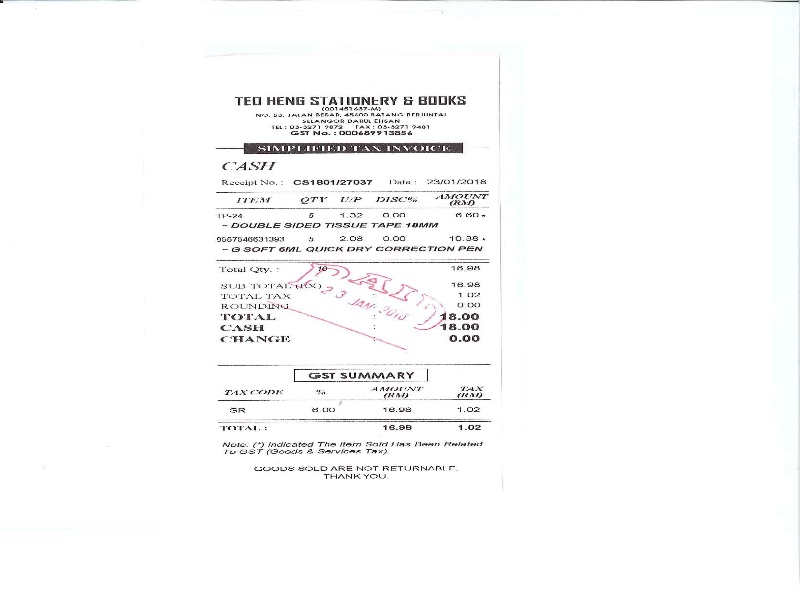 TEO HENG STATIONERY & BOOKS
(001451637-M)
NO. 53, JALAN BESAR, 45600 BATANG BERJUNTAI
SELANGOR DARUL EHSAN
TEL : 03-3271 9872 FAX : 03-3271 9481
GST No. : 000689913856
SIMPLIFIED TAX INVOICE
CASH
Receipt No. : CS1801/27037 Date : 23/01/2018
ITEM QTY U/P DISC% AMOUNT
(RM)
TP-24 5 1.32 0.00 6.60 *
- DOUBLE SIDED TISSUE TAPE 18MM
9557546631393 5 2.08 0.00 10.38 *
- G SOFT 6ML QUICK DRY CORRECTION PEN
Total Qty. : 10 16.98
SUB TOTAL (EX) : 16.98
TOTAL TAX : 1.02
ROUNDING : 0.00
TOTAL : 18.00
CASH : 18.00
CHANGE : 0.00
PAID
23 JAN 2018
GST SUMMARY
TAX CODE % AMOUNT TAX
(RM) (RM)
SR 6.00 16.98 1.02
TOTAL : 16.98 1.02
Note: (*) Indicated The Item Sold Has Been Related
To GST (Goods & Services Tax).
GOODS SOLD ARE NOT RETURNABLE,
THANK YOU.